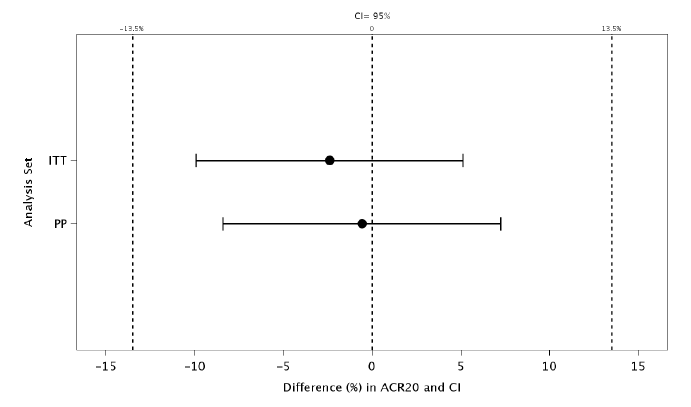 CI= 95%
−13.5% 0 13.5%
Analysis Set
ITT
PP
−15 −10 −5 0 5 10 15
Difference (%) in ACR20 and CI